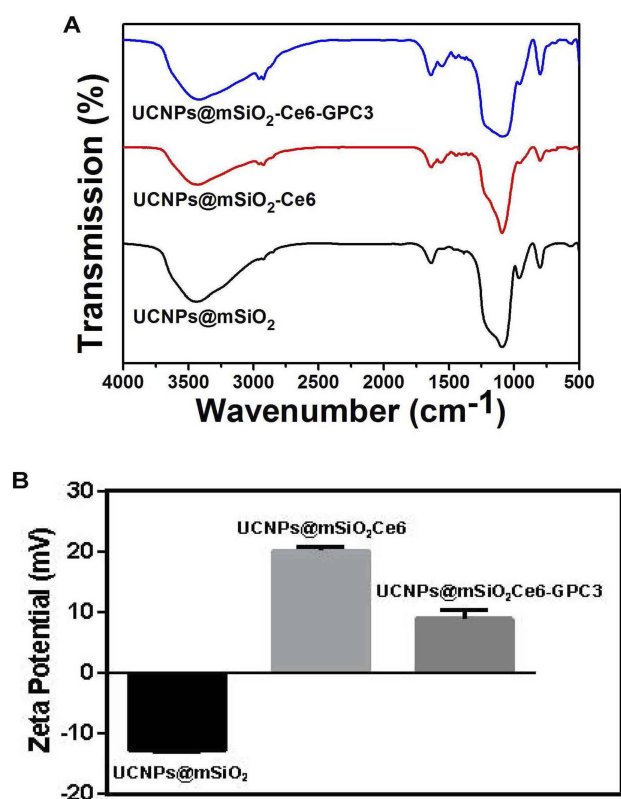 A
Transmission (%)
UCNPs@mSiO₂-Ce6-GPC3
UCNPs@mSiO₂-Ce6
UCNPs@mSiO₂
4000 3500 3000 2500 2000 1500 1000 500
Wavenumber (cm⁻¹)
B
Zeta Potential (mV)
30
20
10
0
-10
-20
UCNPs@mSiO₂Ce6
UCNPs@mSiO₂Ce6-GPC3
UCNPs@mSiO₂